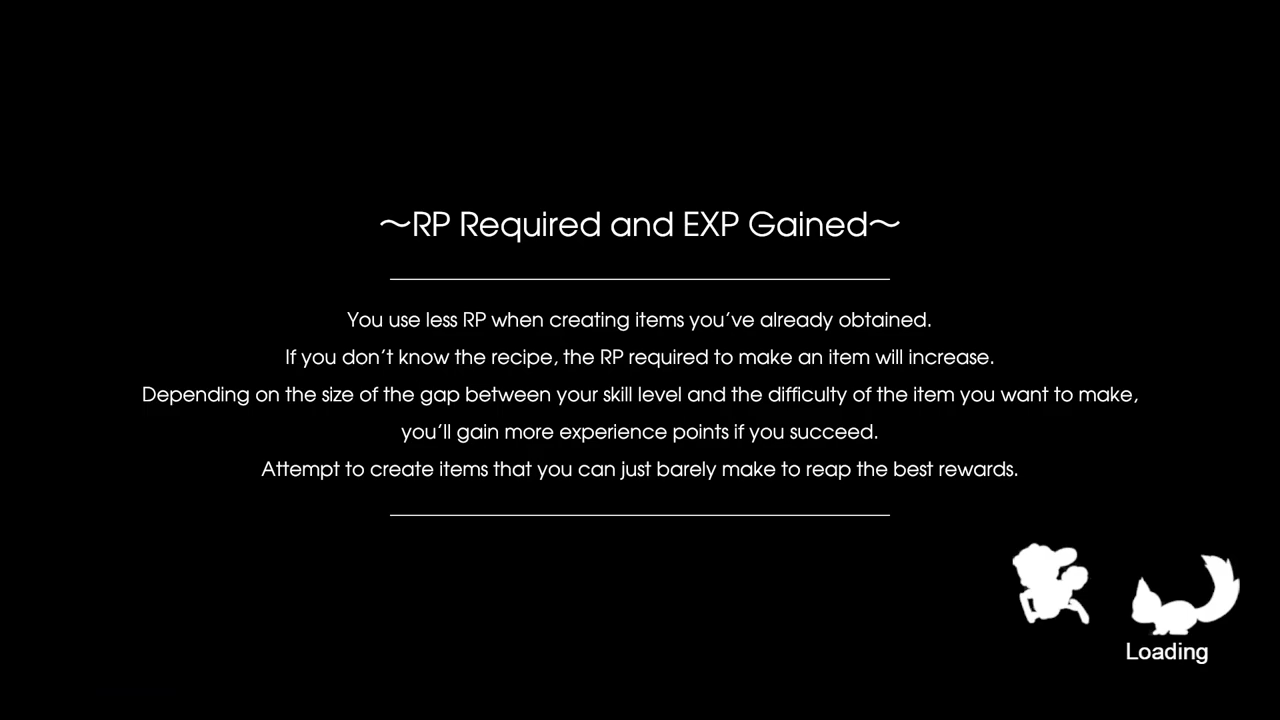 〜RP Required and EXP Gained〜
You use less RP when creating items you’ve already obtained.
If you don’t know the recipe, the RP required to make an item will increase.
Depending on the size of the gap between your skill level and the difficulty of the item you want to make,
you’ll gain more experience points if you succeed.
Attempt to create items that you can just barely make to reap the best rewards.
Loading